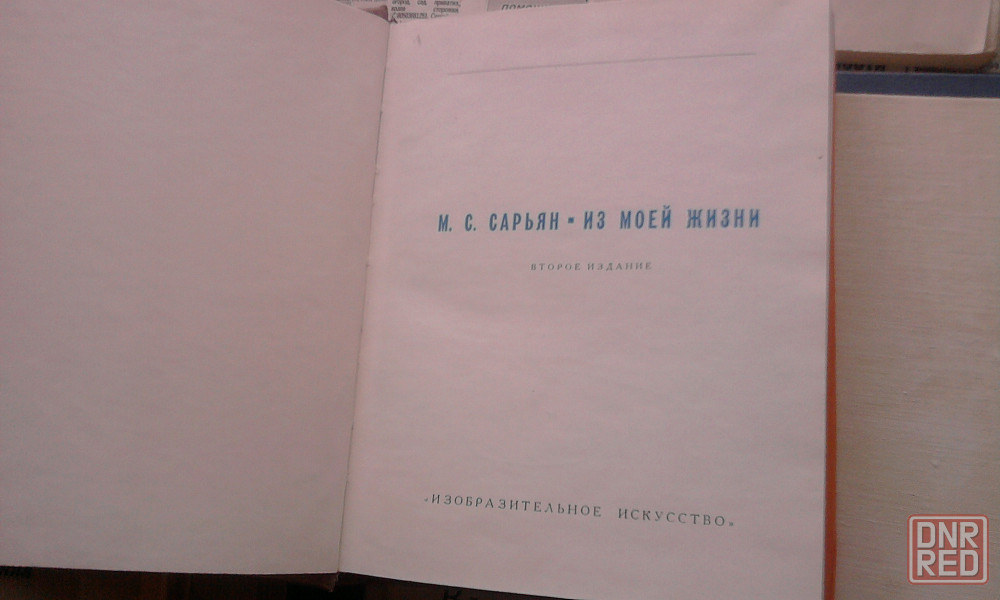 М. С. САРЬЯН ▪ ИЗ МОЕЙ ЖИЗНИ
ВТОРОЕ ИЗДАНИЕ
«ИЗОБРАЗИТЕЛЬНОЕ ИСКУССТВО»
DNR
RED